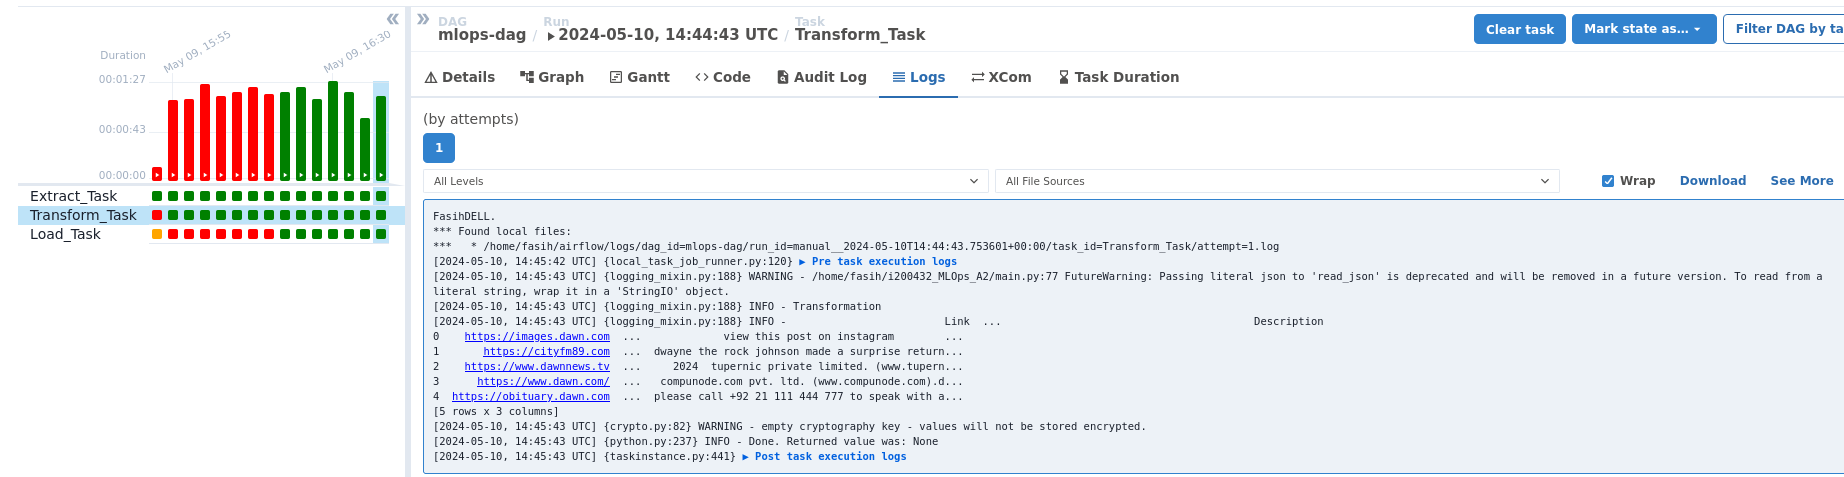 «
»
DAG
mlops-dag
/
Run
2024-05-10, 14:44:43 UTC
/
Task
Transform_Task
Clear task
Mark state as...
Filter DAG by ta
May 09, 15:55
May 09, 16:30
Duration
00:01:27
00:00:43
00:00:00
Extract_Task
Transform_Task
Load_Task
Details
Graph
Gantt
Code
Audit Log
Logs
XCom
Task Duration
(by attempts)
1
All Levels
All File Sources
Wrap
Download
See More
FasihDELL.
*** Found local files:
***   * /home/fasih/airflow/logs/dag_id=mlops-dag/run_id=manual__2024-05-10T14:44:43.753601+00:00/task_id=Transform_Task/attempt=1.log
[2024-05-10, 14:45:42 UTC] {local_task_job_runner.py:120} ▶ Pre task execution logs
[2024-05-10, 14:45:43 UTC] {logging_mixin.py:188} WARNING - /home/fasih/i200432_MLOps_A2/main.py:77 FutureWarning: Passing literal json to 'read_json' is deprecated and will be removed in a future version. To read from a
literal string, wrap it in a 'StringIO' object.
[2024-05-10, 14:45:43 UTC] {logging_mixin.py:188} INFO - Transformation
[2024-05-10, 14:45:43 UTC] {logging_mixin.py:188} INFO -                         Link  ...                                        Description
0    https://images.dawn.com  ...             view this post on instagram        ...
1       https://cityfm89.com  ...  dwayne the rock johnson made a surprise return...
2    https://www.dawnnews.tv  ...     2024  tupernic private limited. (www.tupern...
3      https://www.dawn.com/  ...   compunode.com pvt. ltd. (www.compunode.com).d...
4  https://obituary.dawn.com  ...  please call +92 21 111 444 777 to speak with a...
[5 rows x 3 columns]
[2024-05-10, 14:45:43 UTC] {crypto.py:82} WARNING - empty cryptography key - values will not be stored encrypted.
[2024-05-10, 14:45:43 UTC] {python.py:237} INFO - Done. Returned value was: None
[2024-05-10, 14:45:43 UTC] {taskinstance.py:441} ▶ Post task execution logs